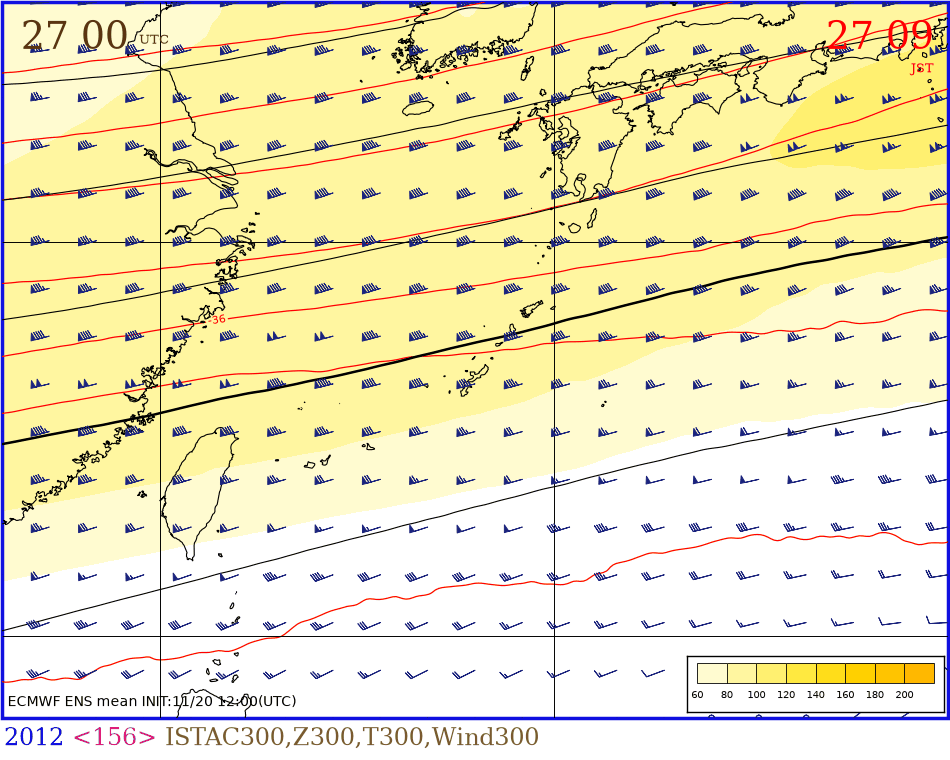 27 00 UTC
27 09
JST
-36
60 80 100 120 140 160 180 200
ECMWF ENS mean INIT:11/20 12:00(UTC)
2012 <156> ISTAC300,Z300,T300,Wind300